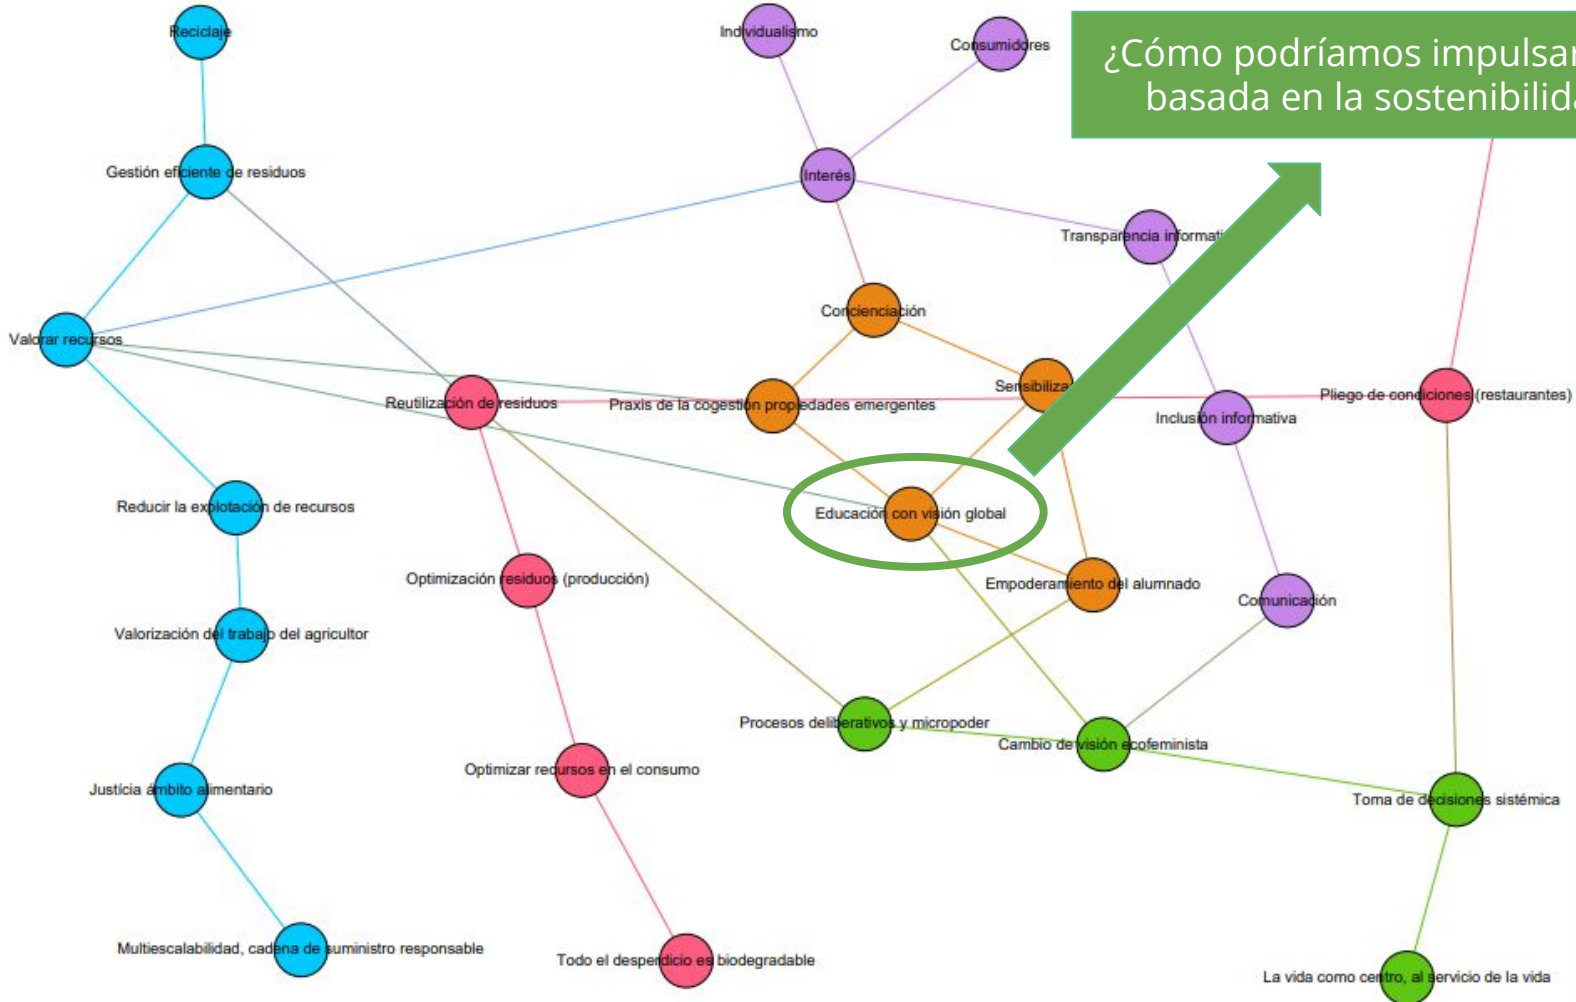 Reciclaje
Individualismo
Consumidores
¿Cómo podríamos impulsar
basada en la
Gestión eficiente de residuos
Interés
Transparencia
Concienciación
Valorar recursos
Reutilización de residuos
Praxis de la cogestión propiedades emergentes
Pliego de condiciones (restaurantes)
Inclusión informativa
Reducir la explotación de recursos
Educación con visión global
Optimización residuos (producción)
Empoderamiento del alumnado
Comunicación
Valorización del trabajo del agricultor
Procesos deliberativos y micropoder
Cambio de visión ecofeminista
Optimizar recursos en el consumo
Justícia ámbito alimentario
Toma de decisiones sistémica
Multiescalabilidad, cadena de suministro responsable
Todo el desperdicio es biodegradable
La vida como centro, al servicio de la vida